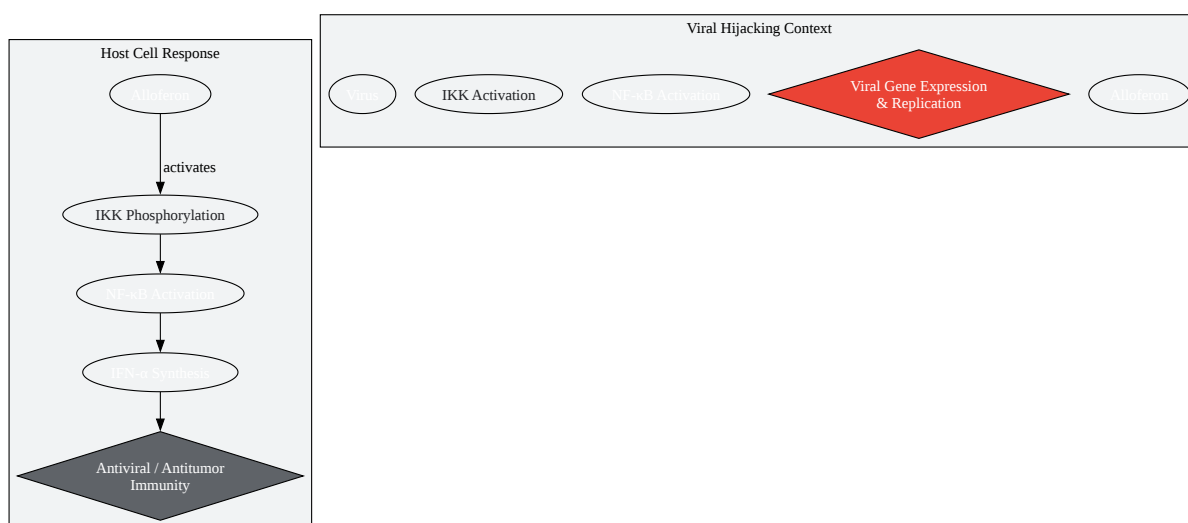 Host Cell Response
Alloferon
activates
IKK Phosphorylation
NF-κB Activation
IFN-α Synthesis
Antiviral / Antitumor
Immunity
Viral Hijacking Context
Virus
IKK Activation
NF-κB Activation
Viral Gene Expression
& Replication
Alloferon